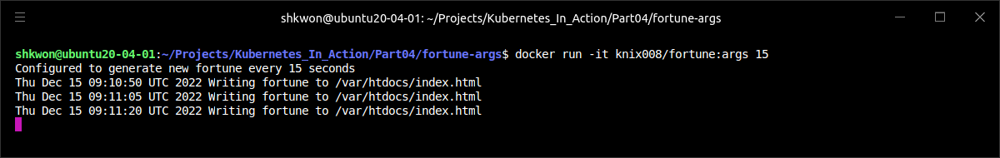 shkwon@ubuntu20-04-01: ~/Projects/Kubernetes_In_Action/Part04/fortune-args
shkwon@ubuntu20-04-01:~/Projects/Kubernetes_In_Action/Part04/fortune-args$ docker run -it knix008/fortune:args 15
Configured to generate new fortune every 15 seconds
Thu Dec 15 09:10:50 UTC 2022 Writing fortune to /var/htdocs/index.html
Thu Dec 15 09:11:05 UTC 2022 Writing fortune to /var/htdocs/index.html
Thu Dec 15 09:11:20 UTC 2022 Writing fortune to /var/htdocs/index.html